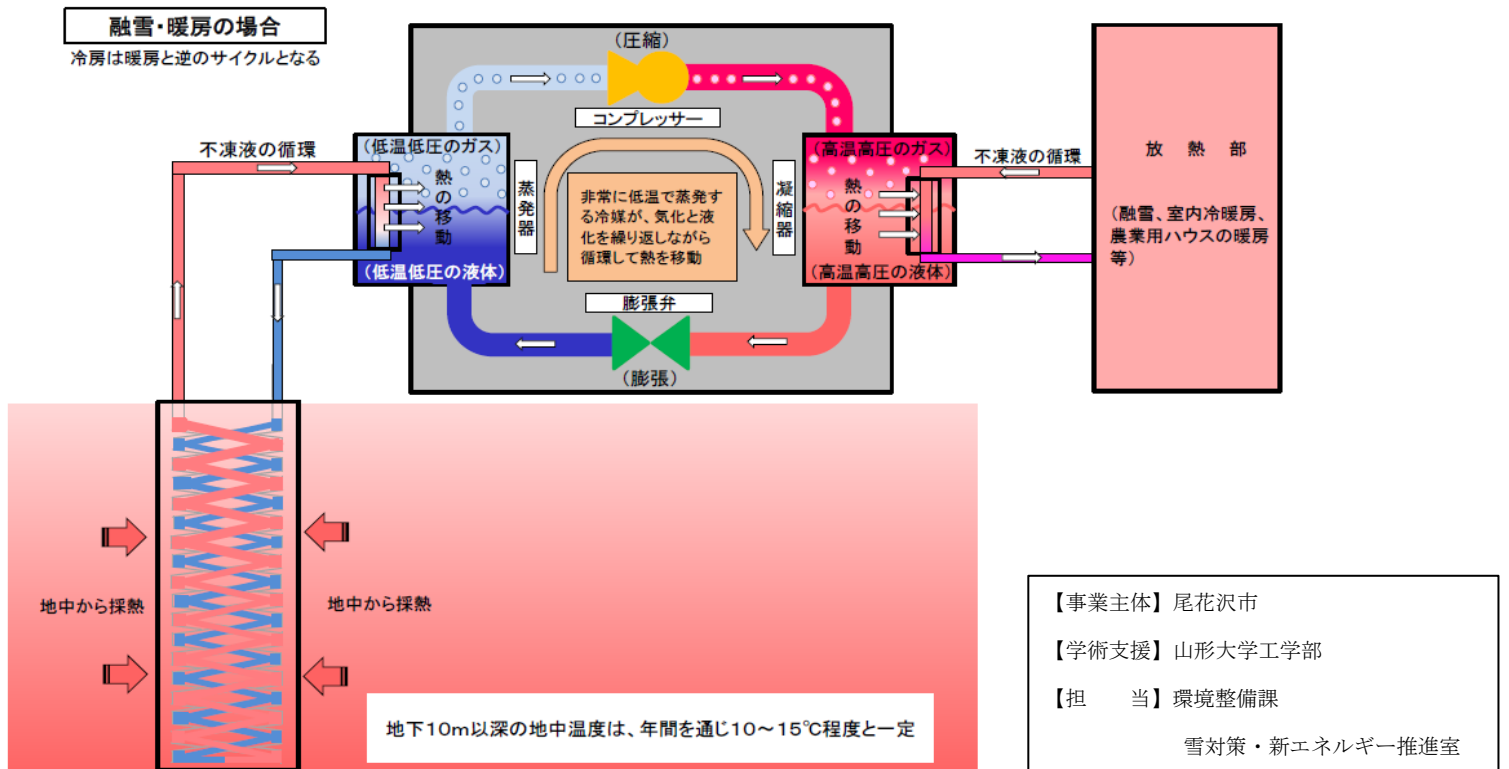 融雪・暖房の場合
冷房は暖房と逆のサイクルとなる
(圧縮)
コンプレッサー
不凍液の循環
(低温低圧のガス)
熱の移動
(低温低圧の液体)
蒸発器
非常に低温で蒸発す
る冷媒が、気化と液
化を繰り返しながら
循環して熱を移動
凝縮器
(高温高圧のガス)
熱の移動
(高温高圧の液体)
不凍液の循環
放 熱 部
(融雪、室内冷暖房、
農業用ハウスの暖房
等)
膨張弁
(膨張)
地中から採熱
地中から採熱
地下10m以深の地中温度は、年間を通じ10～15℃程度と一定
【事業主体】尾花沢市
【学術支援】山形大学工学部
【担　　当】環境整備課
雪対策・新エネルギー推進室